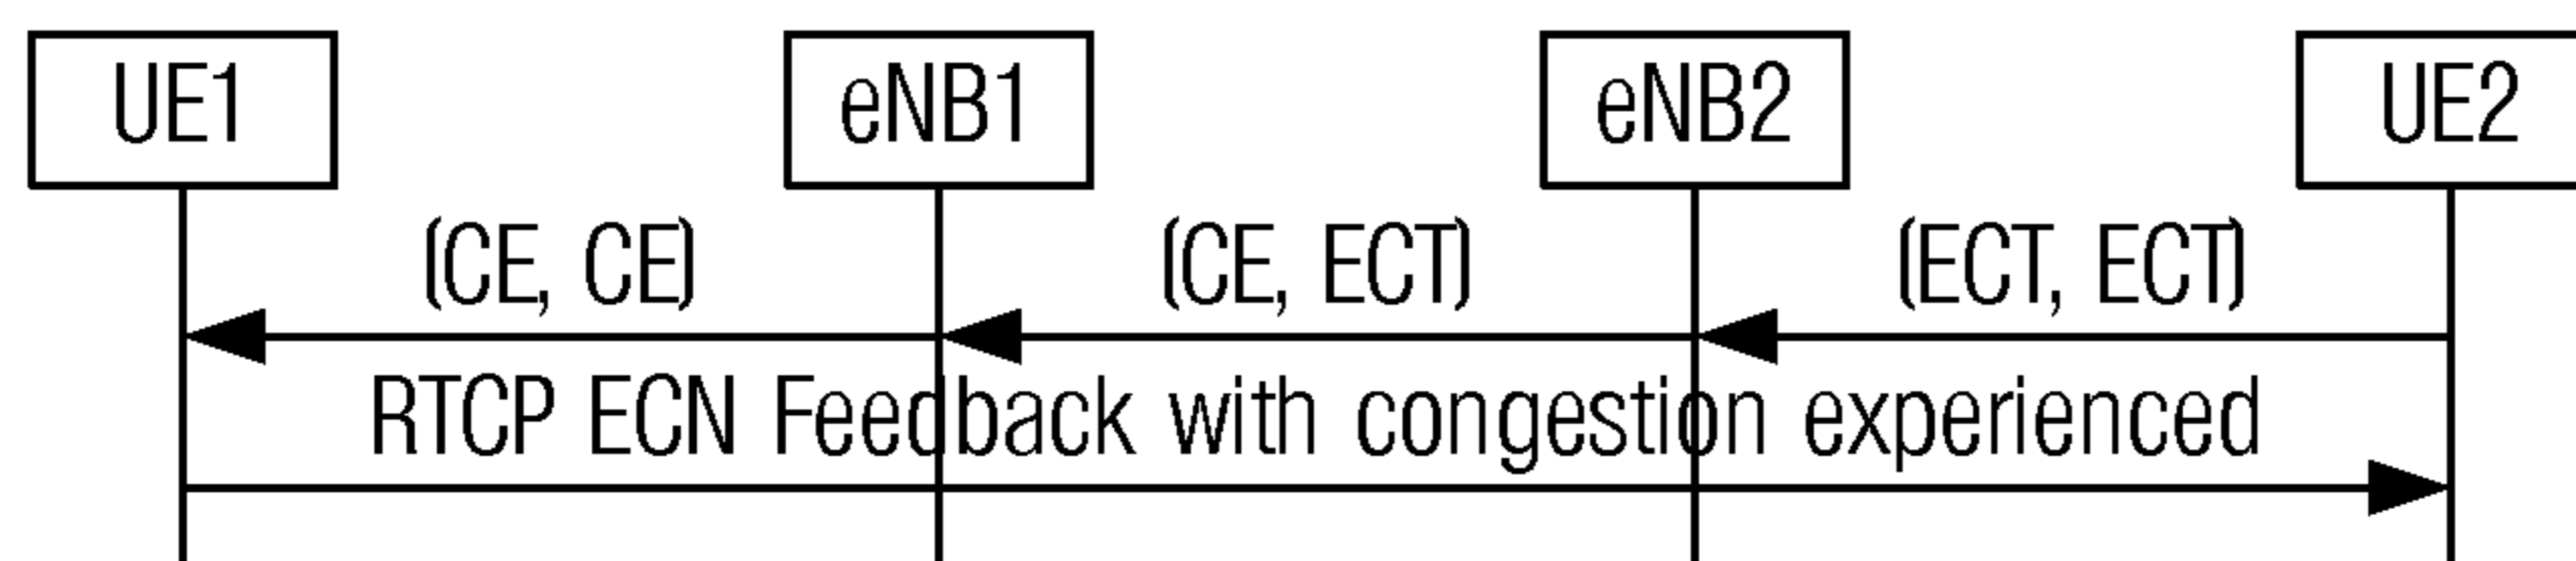 UE1 eNB1 eNB2 UE2
(CE, CE) (CE, ECT) (ECT, ECT)
RTCP ECN Feedback with congestion experienced